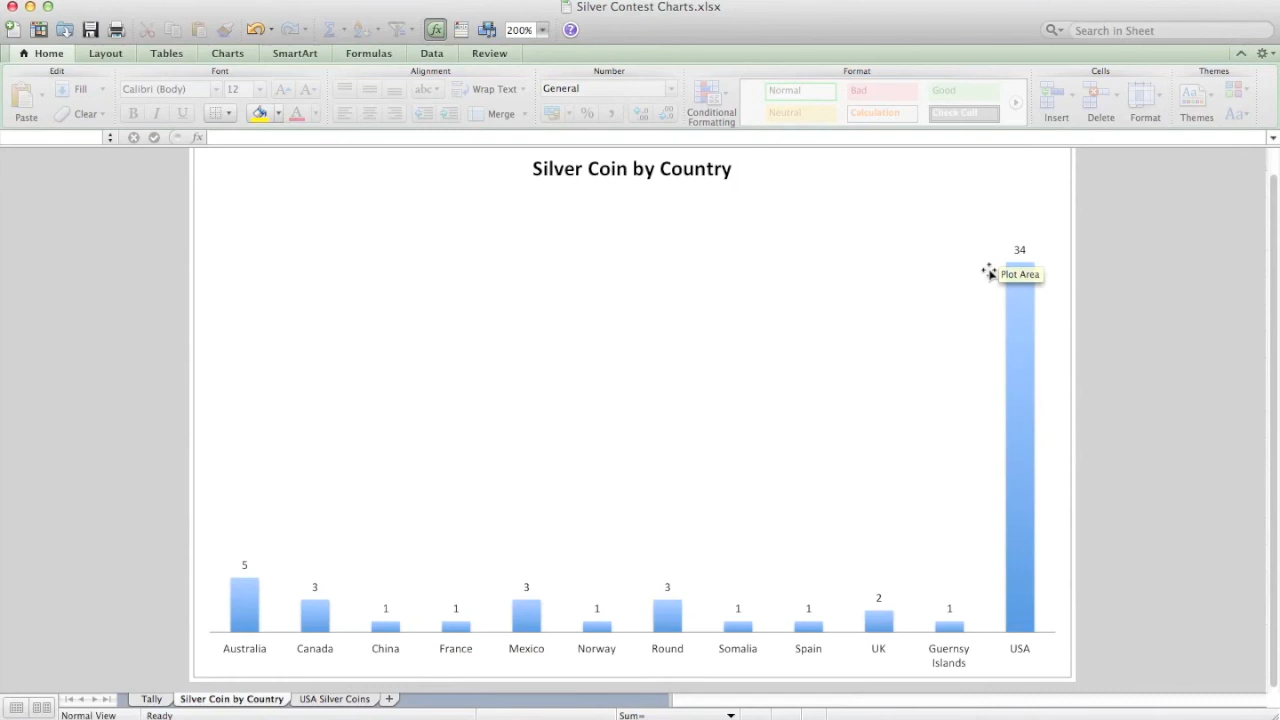 Silver Contest Charts.xlsx
200%
Search in Sheet
Home Layout Tables Charts SmartArt Formulas Data Review
Edit Font Alignment Number Format Cells Themes
Fill Calibri (Body) 12 A A abc Wrap Text General Normal Bad Good
Paste Clear B I U A Merge % Conditional Formatting Neutral Calculation Check Cell Insert Delete Format Themes Aa
fx
Silver Coin by Country
34
Plot Area
5 3 1 1 3 1 3 1 1 2 1
Australia Canada China France Mexico Norway Round Somalia Spain UK Guernsy Islands USA
Tally Silver Coin by Country USA Silver Coins +
Normal View Ready Sum=